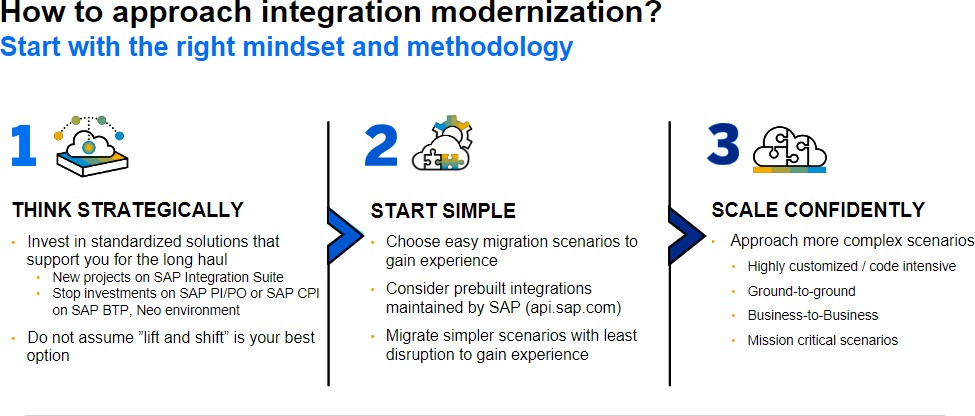 How to approach integration modernization?
Start with the right mindset and methodology
1
THINK STRATEGICALLY
• Invest in standardized solutions that
support you for the long haul
• New projects on SAP Integration Suite
• Stop investments on SAP PI/PO or SAP CPI
on SAP BTP, Neo environment
• Do not assume ”lift and shift” is your best
option
2
START SIMPLE
• Choose easy migration scenarios to
gain experience
• Consider prebuilt integrations
maintained by SAP (api.sap.com)
• Migrate simpler scenarios with least
disruption to gain experience
3
SCALE CONFIDENTLY
• Approach more complex scenarios
• Highly customized / code intensive
• Ground-to-ground
• Business-to-Business
• Mission critical scenarios